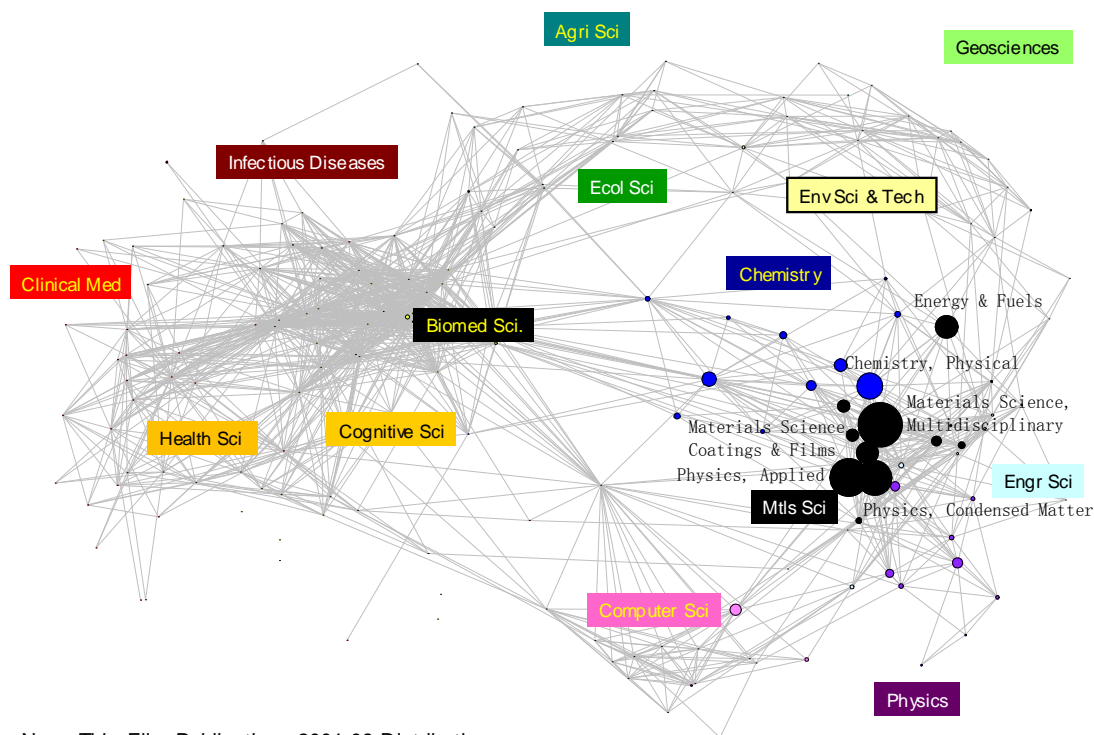 Agri Sci
Geosciences
Infectious Diseases
Ecol Sci
Env Sci & Tech
Clinical Med
Chemistry
Energy & Fuels
Biomed Sci.
Chemistry, Physical
Materials Science,
Multidisciplinary
Materials Science
Coatings & Films
Health Sci
Cognitive Sci
Physics, Applied
Engr Sci
Mtls Sci
Physics, Condensed Matter
Computer Sci
Physics